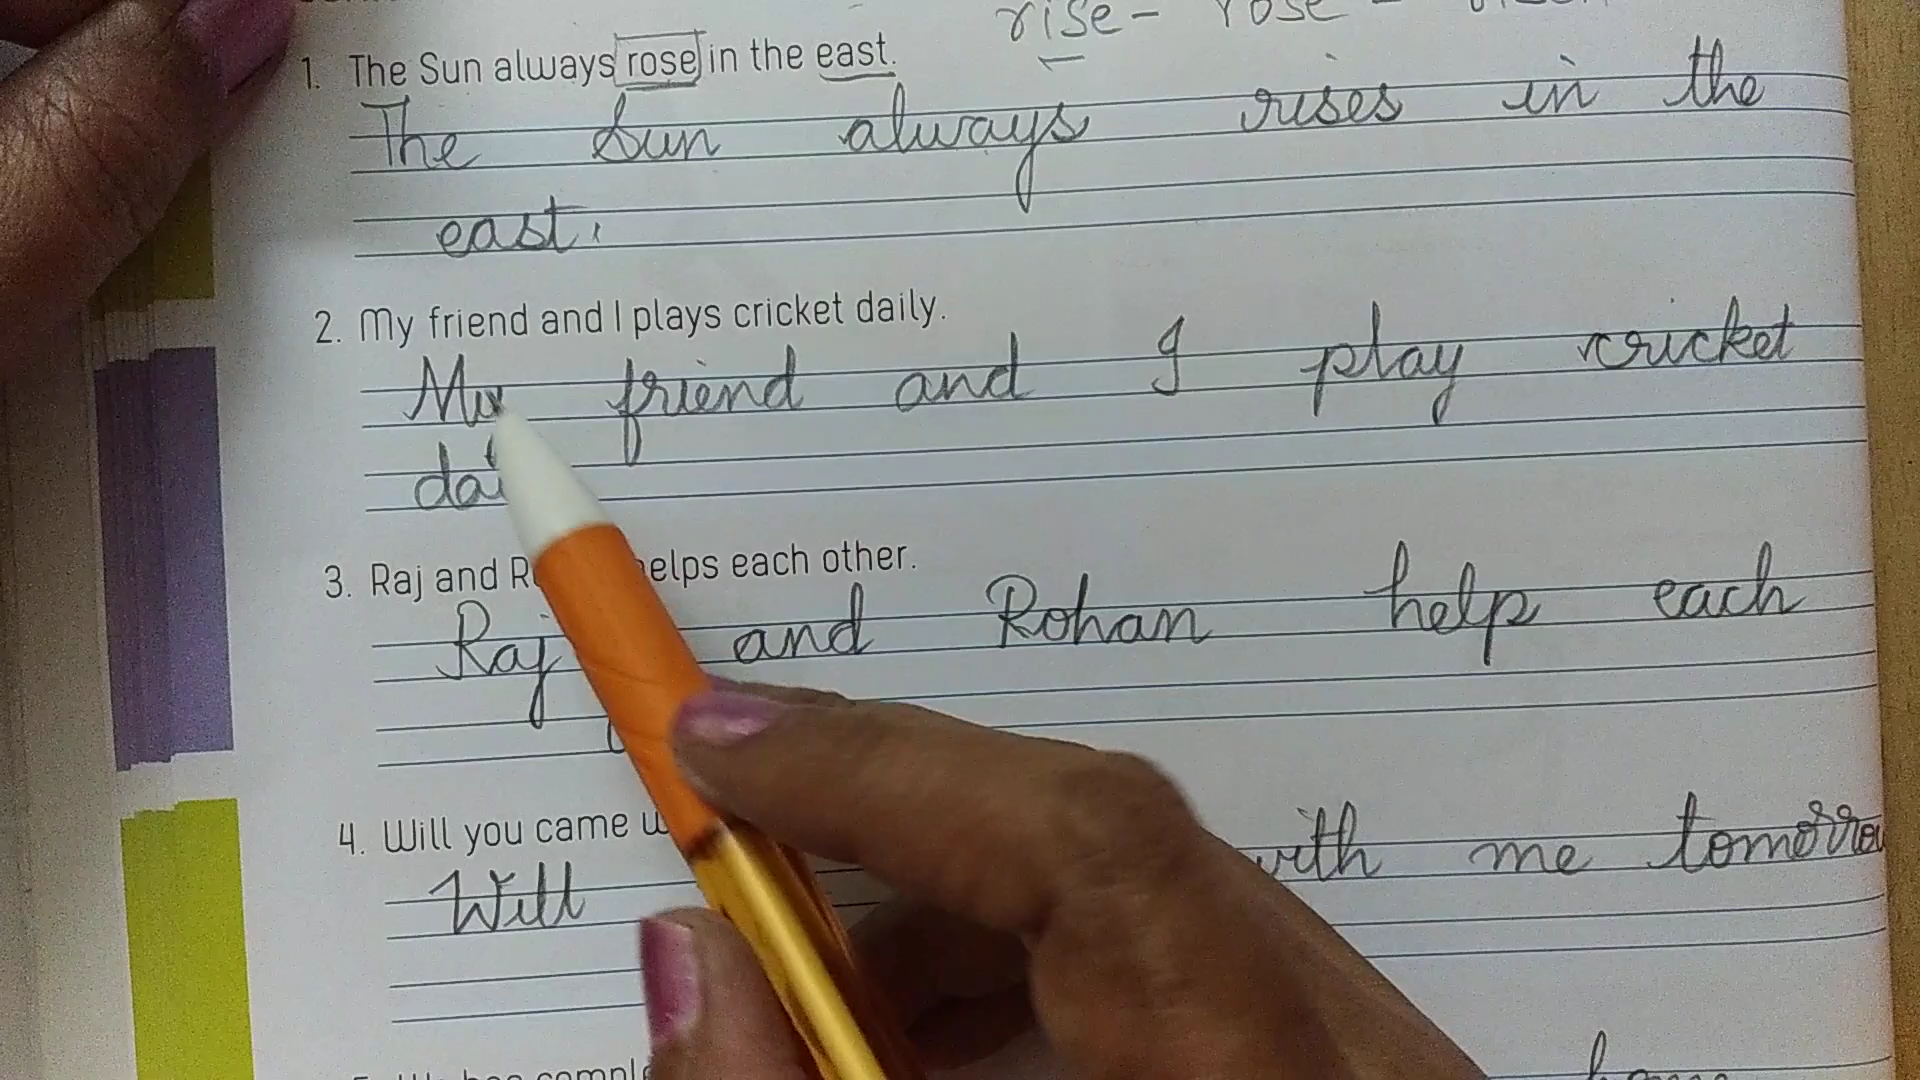 rise - rose -
1. The Sun always rose in the east.
The Sun always rises in the
east.
2. My friend and I plays cricket daily.
My friend and I play cricket
3. Raj and helps each other.
Raj and Rohan help each
4. Will you came
Will with me